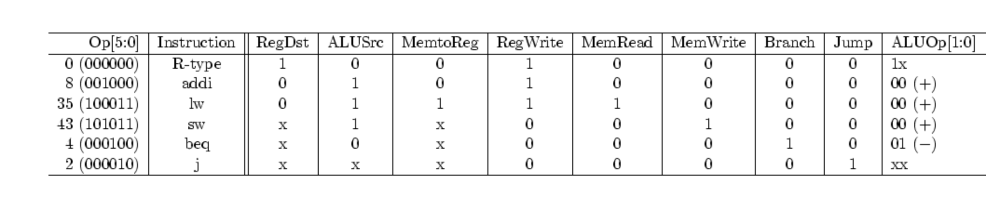 Op[5:0] Instruction RegDst ALUSrc MemtoReg RegWrite MemRead MemWrite Branch Jump ALUOp[1:0]
0 (000000) R-type 1 0 0 1 0 0 0 0 1x
8 (001000) addi 0 1 0 1 0 0 0 0 00 (+)
35 (100011) lw 0 1 1 1 1 0 0 0 00 (+)
43 (101011) sw x 1 x 0 0 1 0 0 00 (+)
4 (000100) beq x 0 x 0 0 0 1 0 01 (−)
2 (000010) j x x x 0 0 0 0 1 xx